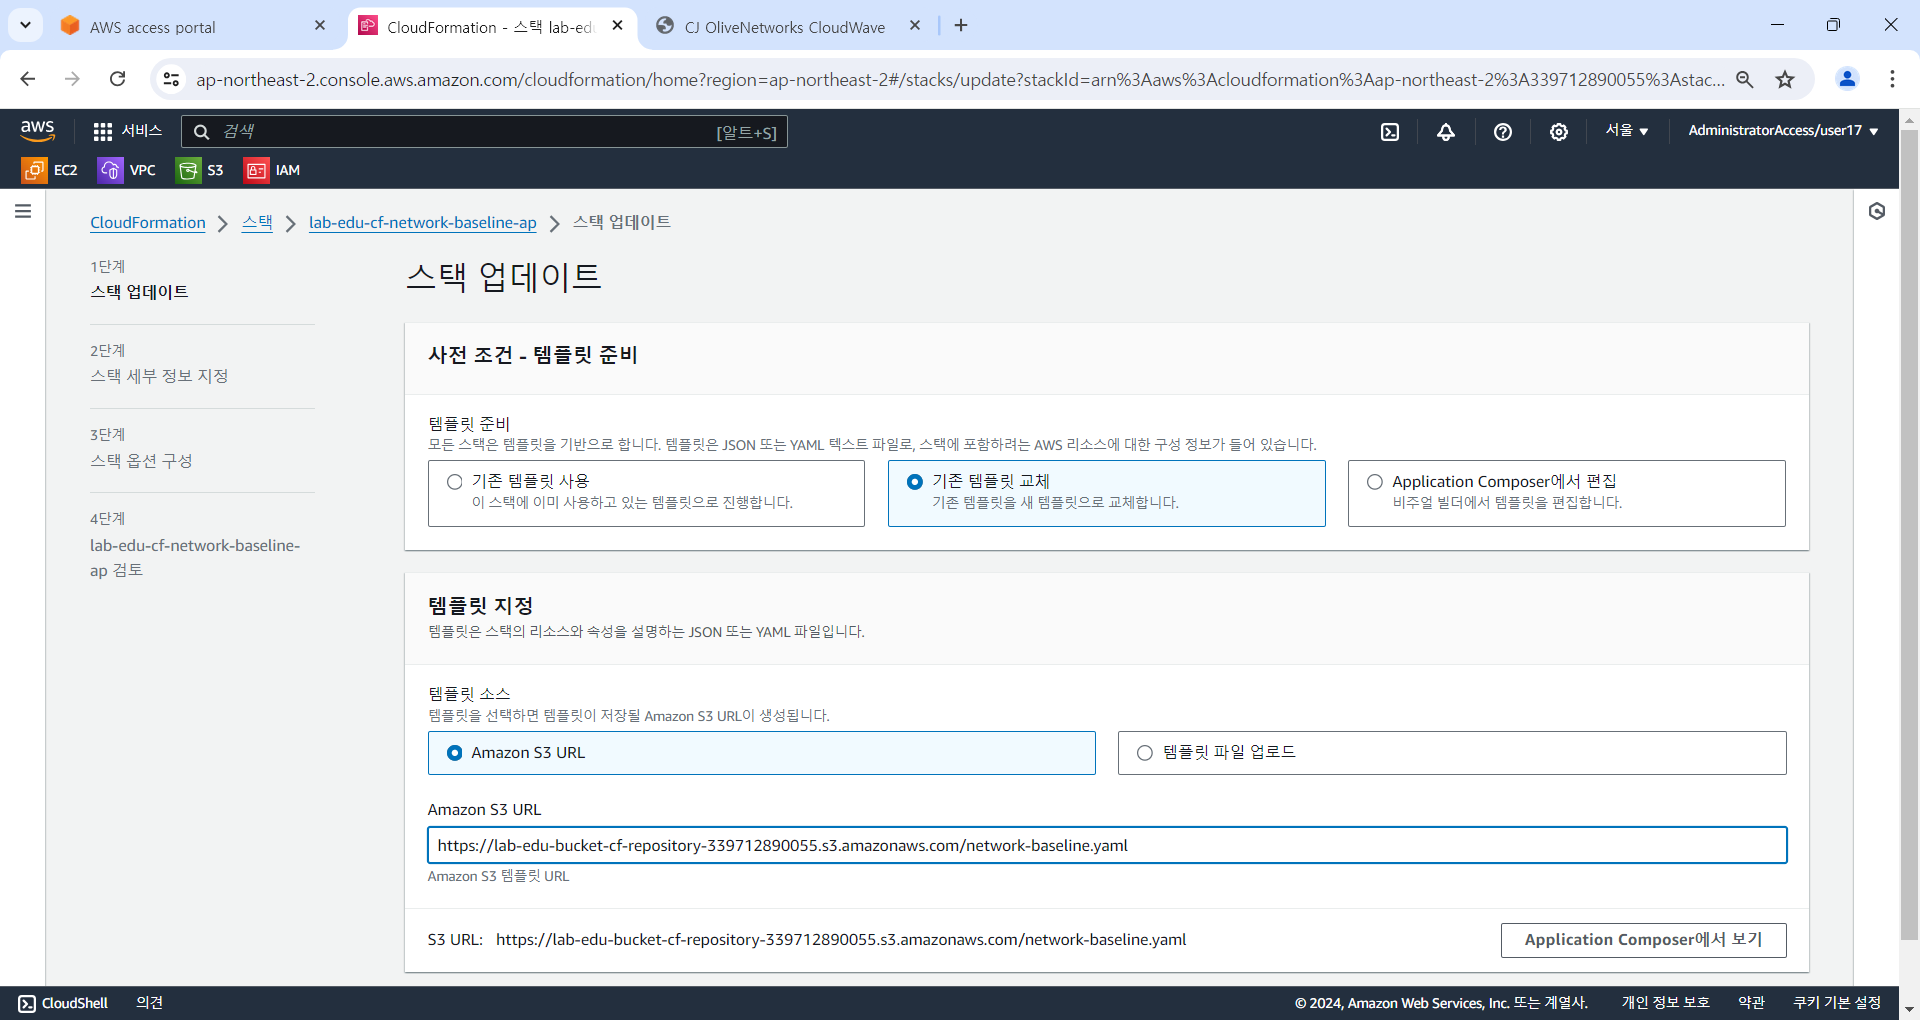 AWS access portal
CloudFormation - 스택 lab-edu
CJ OliveNetworks CloudWave
ap-northeast-2.console.aws.amazon.com/cloudformation/home?region=ap-northeast-2#/stacks/update?stackId=arn%3Aaws%3Acloudformation%3Aap-northeast-2%3A339712890055%3Astac...
aws
서비스
검색
[알트+S]
서울
AdministratorAccess/user17
EC2
VPC
S3
IAM
CloudFormation
스택
lab-edu-cf-network-baseline-ap
스택 업데이트
1단계
스택 업데이트
2단계
스택 세부 정보 지정
3단계
스택 옵션 구성
4단계
lab-edu-cf-network-baseline-
ap 검토
스택 업데이트
사전 조건 - 템플릿 준비
템플릿 준비
모든 스택은 템플릿을 기반으로 합니다. 템플릿은 JSON 또는 YAML 텍스트 파일로, 스택에 포함하려는 AWS 리소스에 대한 구성 정보가 들어 있습니다.
기존 템플릿 사용
이 스택에 이미 사용하고 있는 템플릿으로 진행합니다.
기존 템플릿 교체
기존 템플릿을 새 템플릿으로 교체합니다.
Application Composer에서 편집
비주얼 빌더에서 템플릿을 편집합니다.
템플릿 지정
템플릿은 스택의 리소스와 속성을 설명하는 JSON 또는 YAML 파일입니다.
템플릿 소스
템플릿을 선택하면 템플릿이 저장될 Amazon S3 URL이 생성됩니다.
Amazon S3 URL
템플릿 파일 업로드
Amazon S3 URL
https://lab-edu-bucket-cf-repository-339712890055.s3.amazonaws.com/network-baseline.yaml
Amazon S3 템플릿 URL
S3 URL: https://lab-edu-bucket-cf-repository-339712890055.s3.amazonaws.com/network-baseline.yaml
Application Composer에서 보기
CloudShell
의견
© 2024, Amazon Web Services, Inc. 또는 계열사.
개인 정보 보호
약관
쿠키 기본 설정